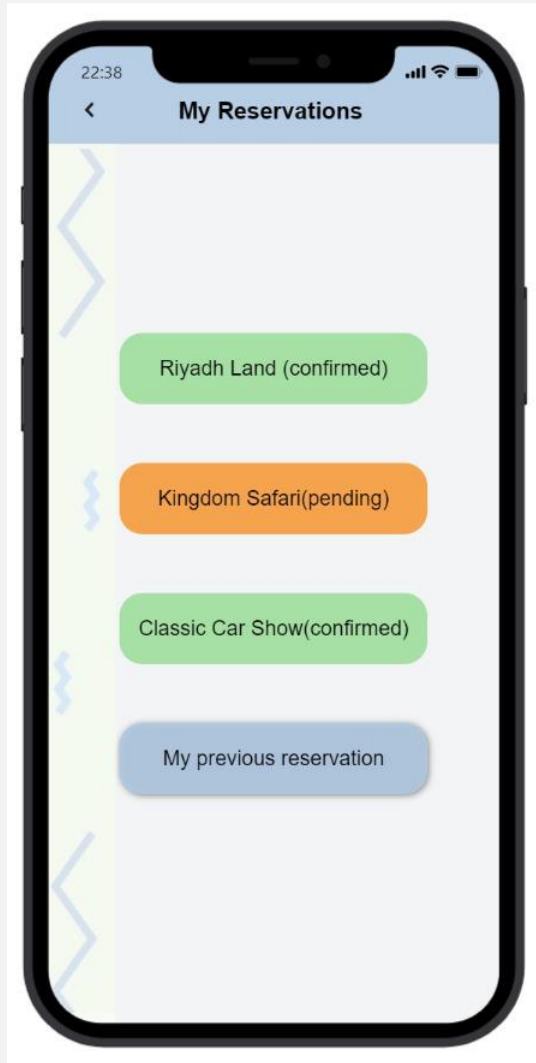 22:38
My Reservations
Riyadh Land (confirmed)
Kingdom Safari(pending)
Classic Car Show(confirmed)
My previous reservation